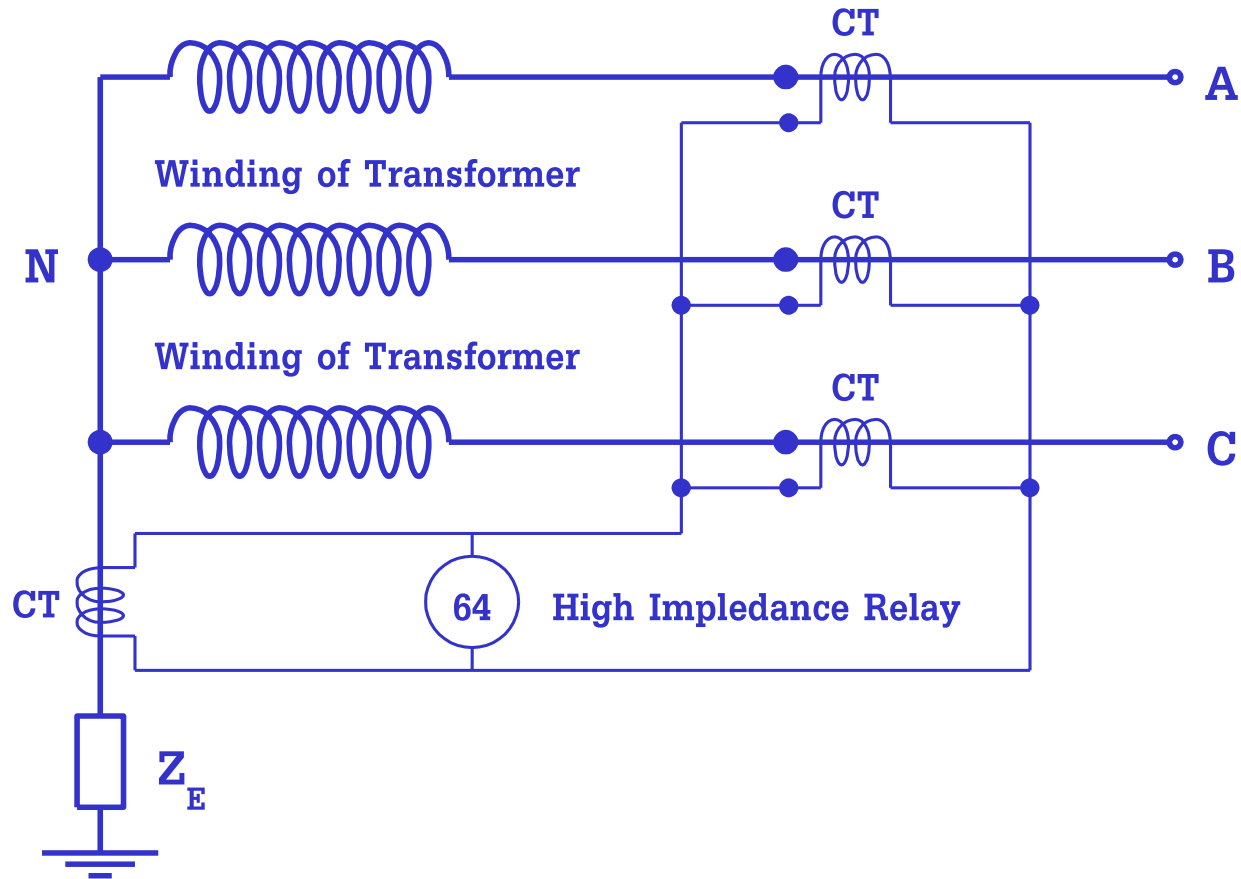 CT
A
Winding of Transformer
CT
N
B
Winding of Transformer
CT
C
CT
64
High Impledance Relay
Z
E